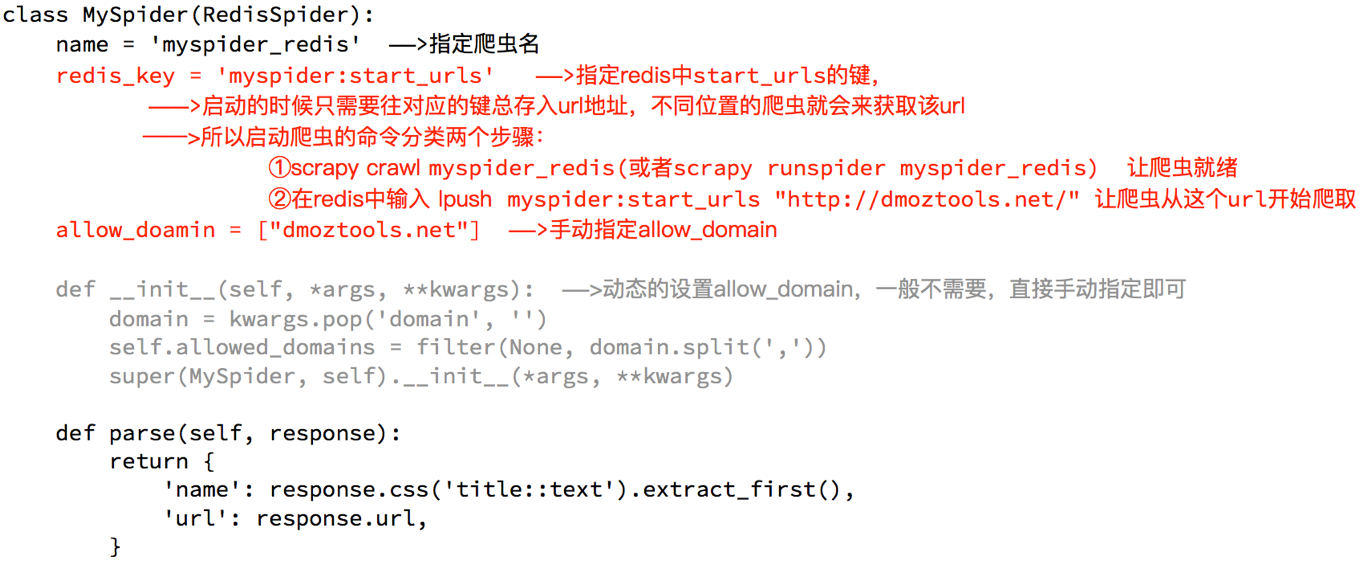 class MySpider(RedisSpider):
    name = 'myspider_redis'  ——>指定爬虫名
    redis_key = 'myspider:start_urls'   ——>指定redis中start_urls的键,
           ———>启动的时候只需要往对应的键总存入url地址，不同位置的爬虫就会来获取该url
           ———>所以启动爬虫的命令分类两个步骤：
                    ①scrapy crawl myspider_redis(或者scrapy runspider myspider_redis)  让爬虫就绪
                    ②在redis中输入 lpush myspider:start_urls "http://dmoztools.net/" 让爬虫从这个url开始爬取
    allow_doamin = ["dmoztools.net"]  ——>手动指定allow_domain
    def __init__(self, *args, **kwargs):  ——>动态的设置allow_domain，一般不需要，直接手动指定即可
        domain = kwargs.pop('domain', '')
        self.allowed_domains = filter(None, domain.split(','))
        super(MySpider, self).__init__(*args, **kwargs)
    def parse(self, response):
        return {
            'name': response.css('title::text').extract_first(),
            'url': response.url,
        }